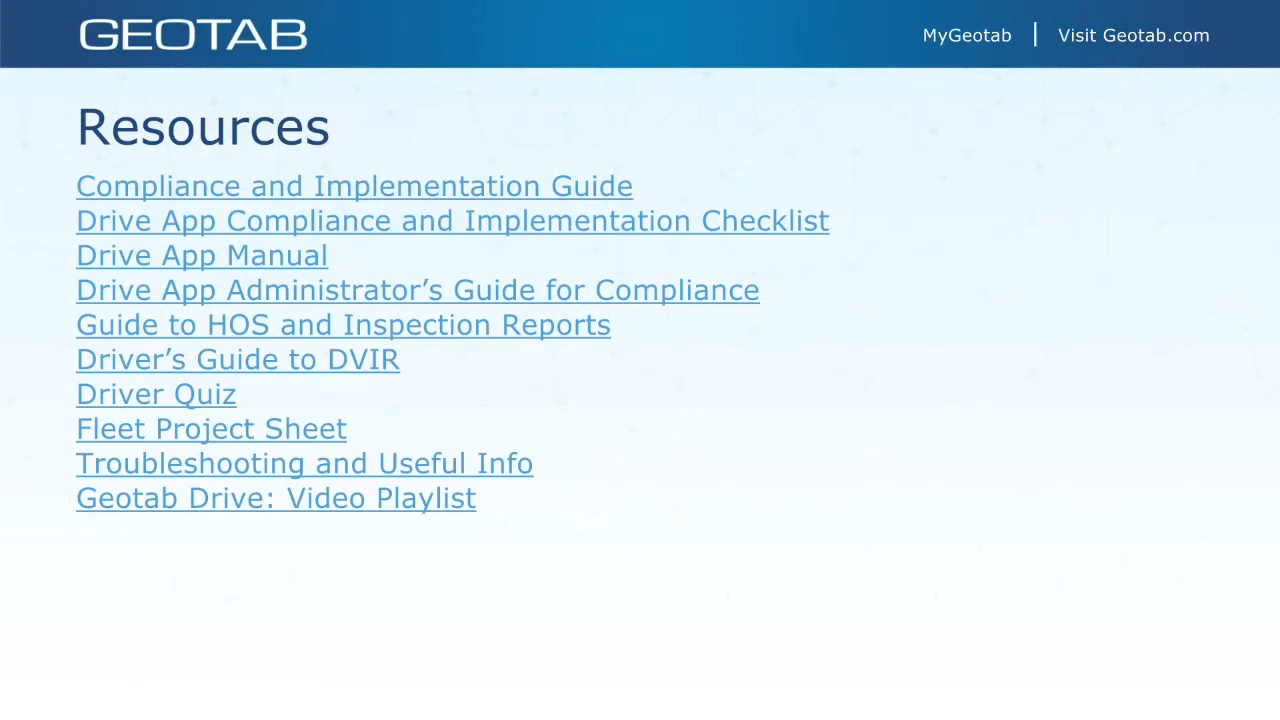 GEOTAB
MyGeotab | Visit Geotab.com
Resources
Compliance and Implementation Guide
Drive App Compliance and Implementation Checklist
Drive App Manual
Drive App Administrator’s Guide for Compliance
Guide to HOS and Inspection Reports
Driver’s Guide to DVIR
Driver Quiz
Fleet Project Sheet
Troubleshooting and Useful Info
Geotab Drive: Video Playlist